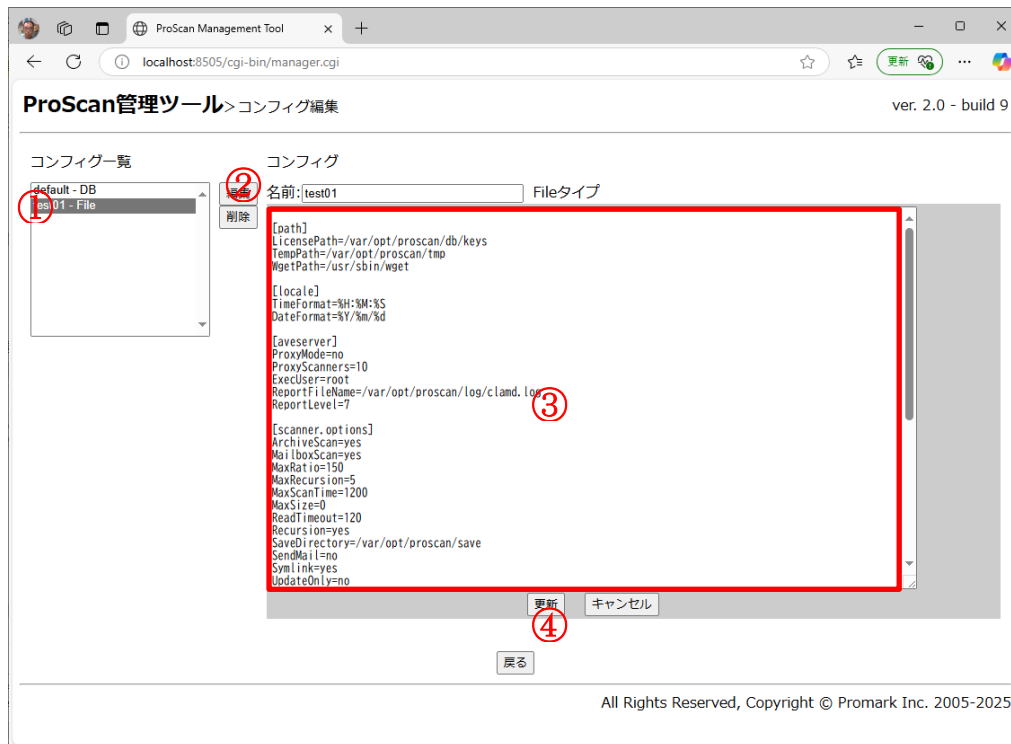 ProScan Management Tool
localhost:8505/cgi-bin/manager.cgi
更新
ProScan管理ツール>コンフィグ編集
ver. 2.0 - build 9
コンフィグ一覧
default - DB
test01 - File
①
②
編集
削除
コンフィグ
名前: test01 Fileタイプ
[path]
LicensePath=/var/opt/proscan/db/keys
TempPath=/var/opt/proscan/tmp
WgetPath=/usr/sbin/wget
[locale]
TimeFormat=%H:%M:%S
DateFormat=%Y/%m/%d
[aveserver]
ProxyMode=no
ProxyScanners=10
ExecUser=root
ReportFileName=/var/opt/proscan/log/clamd.log
ReportLevel=7
③
[scanner.options]
ArchiveScan=yes
MailboxScan=yes
MaxRatio=150
MaxRecursion=5
MaxScanTime=1200
MaxSize=0
ReadTimeout=120
Recursion=yes
SaveDirectory=/var/opt/proscan/save
SendMail=no
Symlink=yes
UpdateOnly=no
更新 キャンセル
④
戻る
All Rights Reserved, Copyright © Promark Inc. 2005-2025